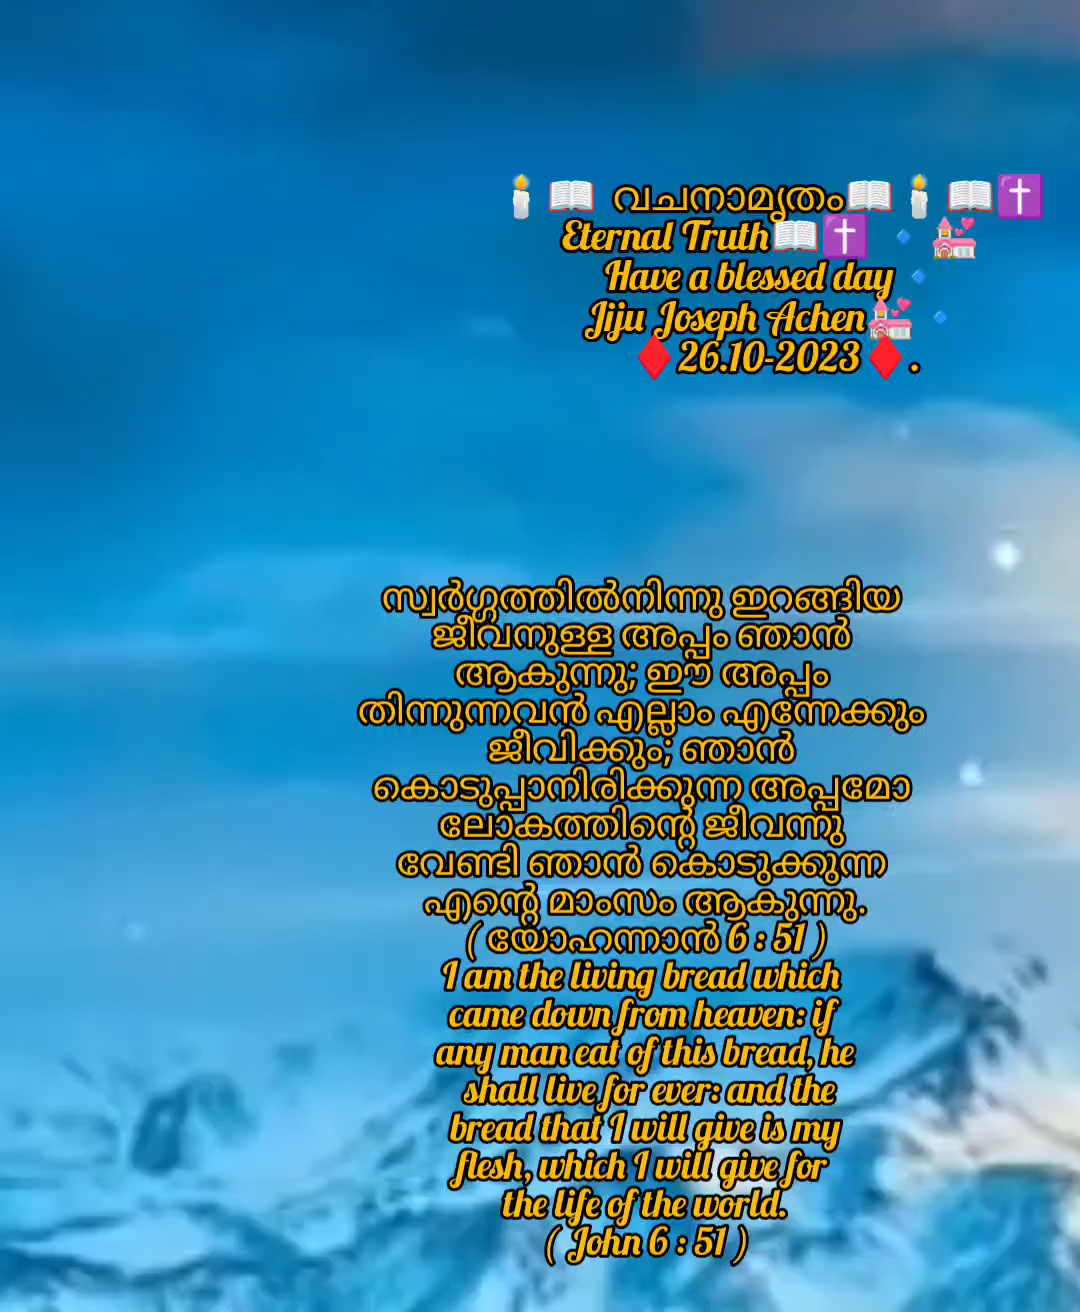 🕯️📖 വചനാമൃതം📖🕯️📖✝️
Eternal Truth📖✝️🔹💒
Have a blessed day🔹
Jiju Joseph Achen💒🔹
♦️26.10-2023♦️.
സ്വർഗ്ഗത്തിൽനിന്നു ഇറങ്ങിയ
ജീവനുള്ള അപ്പം ഞാൻ
ആകുന്നു; ഈ അപ്പം
തിന്നുന്നവൻ എല്ലാം എന്നേക്കും
ജീവിക്കും; ഞാൻ
കൊടുപ്പാനിരിക്കുന്ന അപ്പമോ
ലോകത്തിന്റെ ജീവന്നു
വേണ്ടി ഞാൻ കൊടുക്കുന്ന
എന്റെ മാംസം ആകുന്നു.
( യോഹന്നാൻ 6 : 51 )
I am the living bread which
came down from heaven: if
any man eat of this bread, he
shall live for ever: and the
bread that I will give is my
flesh, which I will give for
the life of the world.
( John 6 : 51 )